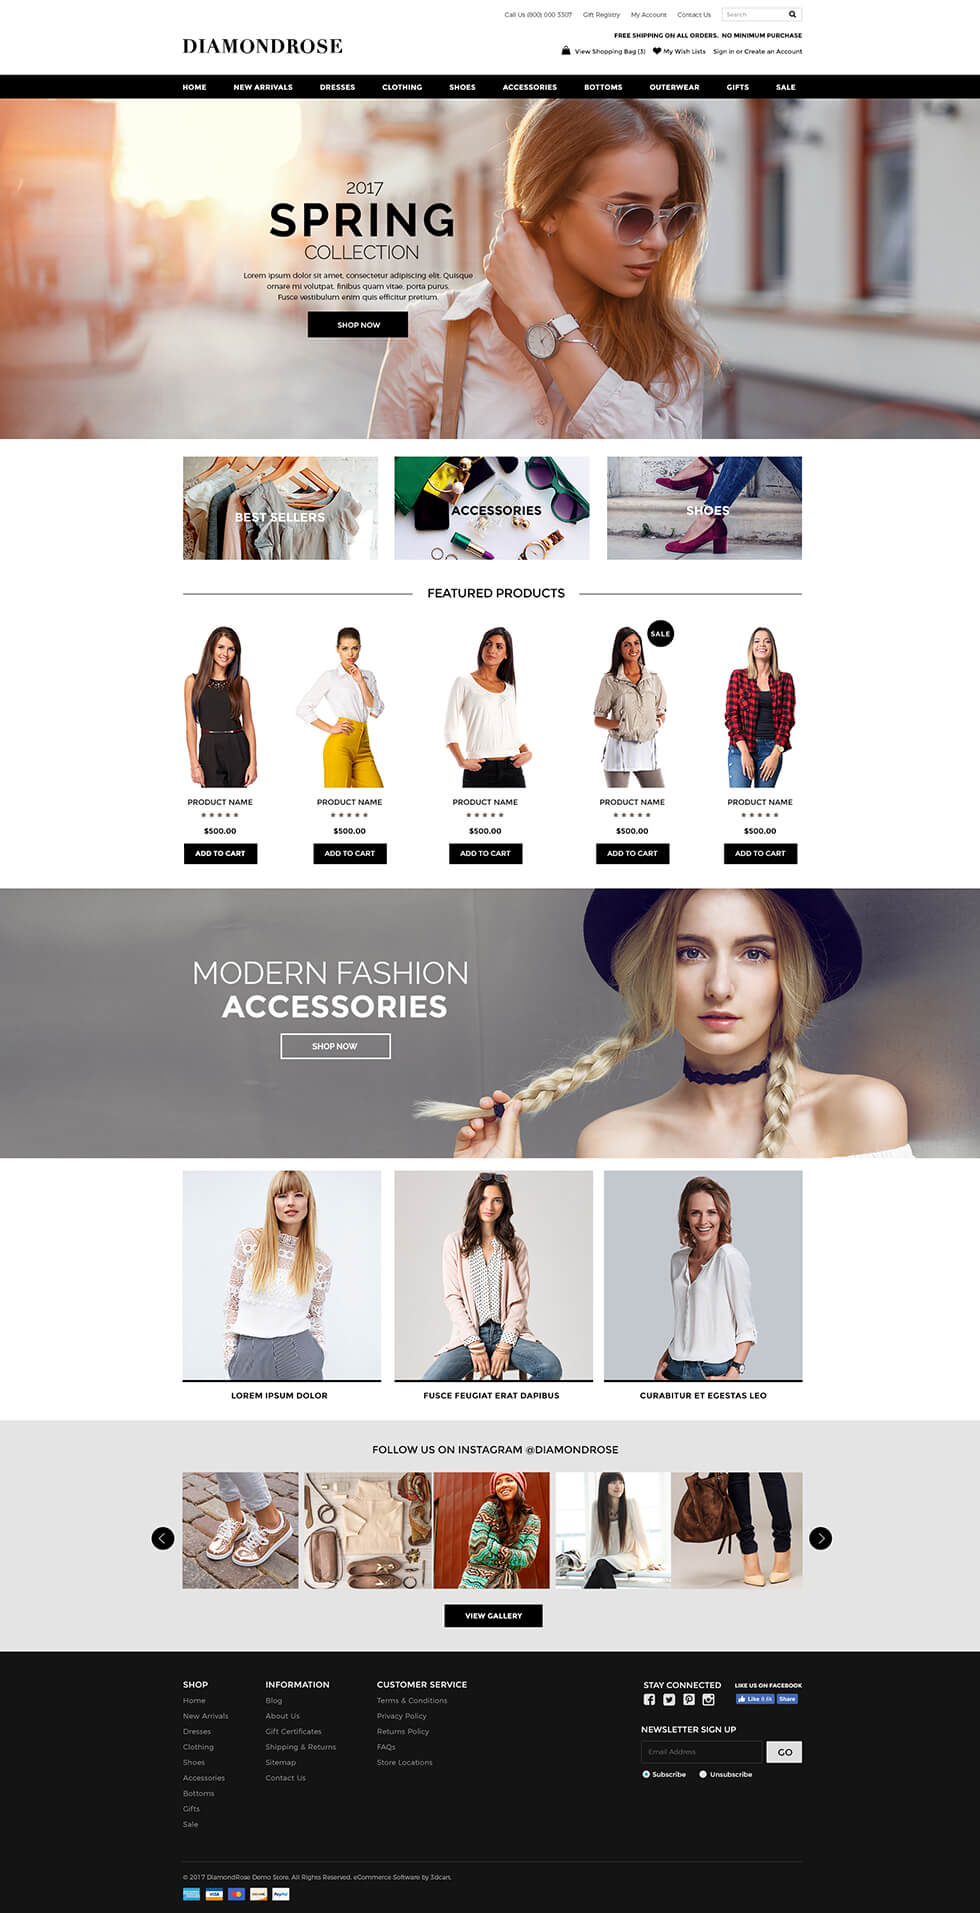 Call Us (800) 000 3307 Gift Registry My Account Contact Us Search
FREE SHIPPING ON ALL ORDERS. NO MINIMUM PURCHASE
DIAMONDROSE
View Shopping Bag (3) My Wish Lists Sign in or Create an Account
HOME NEW ARRIVALS DRESSES CLOTHING SHOES ACCESSORIES BOTTOMS OUTERWEAR GIFTS SALE
2017
SPRING
COLLECTION
Lorem ipsum dolor sit amet, consectetur adipiscing elit. Quisque
ornare mi volutpat, finibus quam vitae, porta purus.
Fusce vestibulum enim quis efficitur pretium.
SHOP NOW
BEST SELLERS ACCESSORIES SHOES
FEATURED PRODUCTS
SALE
PRODUCT NAME PRODUCT NAME PRODUCT NAME PRODUCT NAME PRODUCT NAME
$500.00 $500.00 $500.00 $500.00 $500.00
ADD TO CART ADD TO CART ADD TO CART ADD TO CART ADD TO CART
MODERN FASHION
ACCESSORIES
SHOP NOW
LOREM IPSUM DOLOR FUSCE FEUGIAT ERAT DAPIBUS CURABITUR ET EGESTAS LEO
FOLLOW US ON INSTAGRAM @DIAMONDROSE
VIEW GALLERY
SHOP
Home
New Arrivals
Dresses
Clothing
Shoes
Accessories
Bottoms
Gifts
Sale
INFORMATION
Blog
About Us
Gift Certificates
Shipping & Returns
Sitemap
Contact Us
CUSTOMER SERVICE
Terms & Conditions
Privacy Policy
Returns Policy
FAQs
Store Locations
STAY CONNECTED
LIKE US ON FACEBOOK
Like 6.6k Share
NEWSLETTER SIGN UP
Email Address GO
Subscribe Unsubscribe
© 2017 DiamondRose Demo Store. All Rights Reserved. eCommerce Software by 3dcart.
VISA PayPal